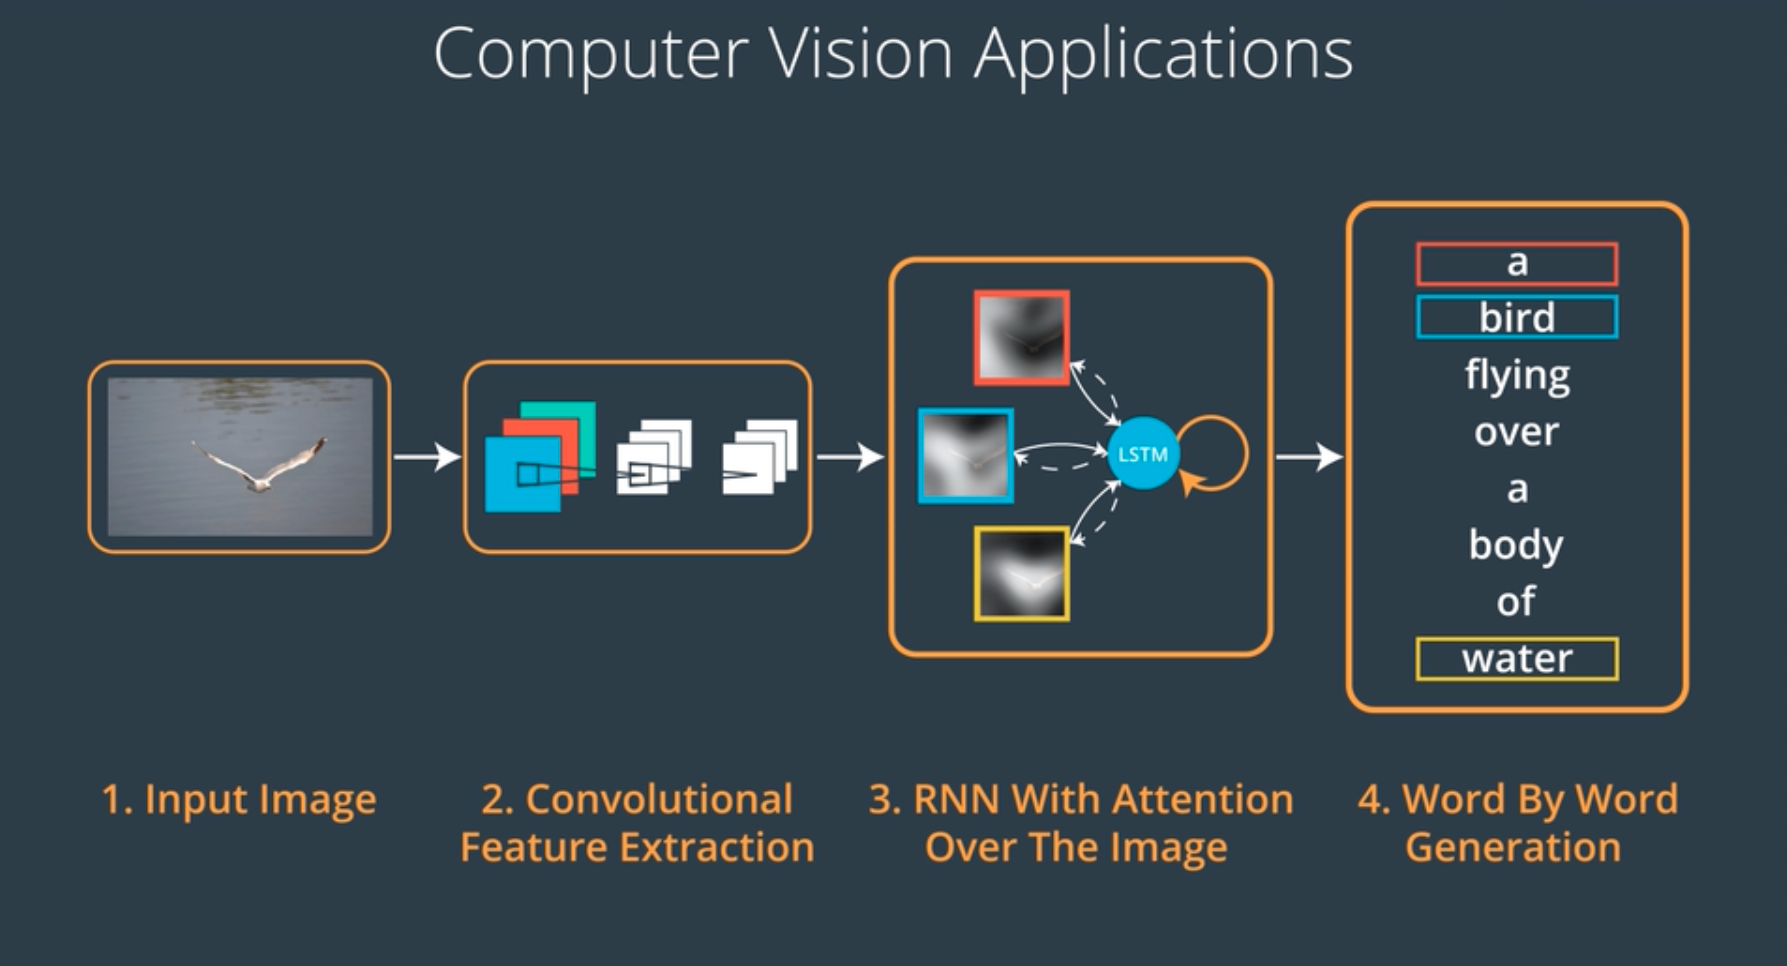 Computer Vision Applications
LSTM
a
bird
flying
over
a
body
of
water
1. Input Image
2. Convolutional
Feature Extraction
3. RNN With Attention
Over The Image
4. Word By Word
Generation